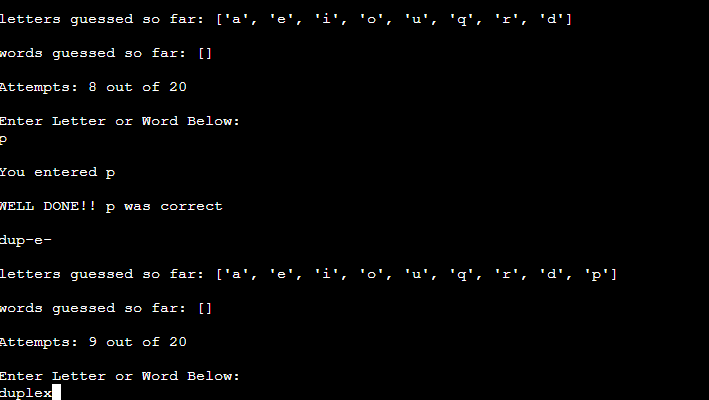 letters guessed so far: ['a', 'e', 'i', 'o', 'u', 'q', 'r', 'd']
words guessed so far: []
Attempts: 8 out of 20
Enter Letter or Word Below:
p
You entered p
WELL DONE!! p was correct
dup-e-
letters guessed so far: ['a', 'e', 'i', 'o', 'u', 'q', 'r', 'd', 'p']
words guessed so far: []
Attempts: 9 out of 20
Enter Letter or Word Below:
duplex